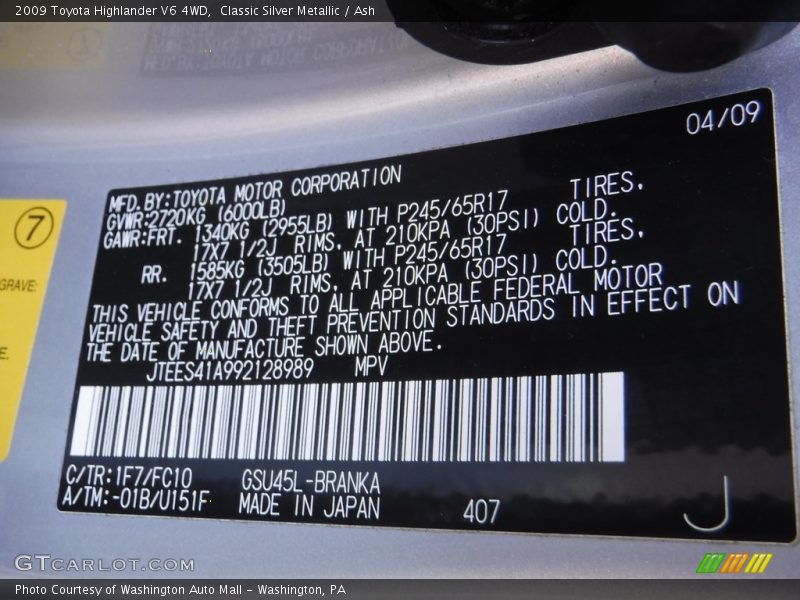 2009 Toyota Highlander V6 4WD,  Classic Silver Metallic / Ash
04/09
MFD. BY:TOYOTA MOTOR CORPORATION
GVWR:2720KG (6000LB)
GAWR:FRT. 1340KG (2955LB) WITH P245/65R17 TIRES,
17X7 1/2J RIMS, AT 210KPA (30PSI) COLD.
RR. 1585KG (3505LB) WITH P245/65R17 TIRES,
17X7 1/2J RIMS, AT 210KPA (30PSI) COLD.
THIS VEHICLE CONFORMS TO ALL APPLICABLE FEDERAL MOTOR
VEHICLE SAFETY AND THEFT PREVENTION STANDARDS IN EFFECT ON
THE DATE OF MANUFACTURE SHOWN ABOVE.
JTEES41A992128989 MPV
C/TR:1F7/FC10 GSU45L-BRANKA
A/TM:-01B/U151F MADE IN JAPAN 407
J
7
GRAVE:
E.
GTCARLOT.COM
Photo Courtesy of Washington Auto Mall - Washington, PA